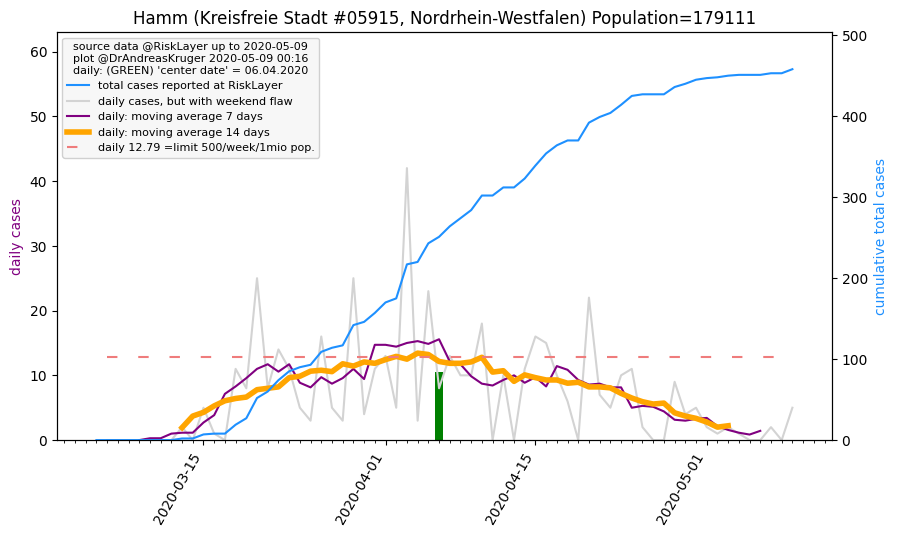 Hamm (Kreisfreie Stadt #05915, Nordrhein-Westfalen) Population=179111
source data @RiskLayer up to 2020-05-09
plot @DrAndreasKruger 2020-05-09 00:16
daily: (GREEN) 'center date' = 06.04.2020
total cases reported at RiskLayer
daily cases, but with weekend flaw
daily: moving average 7 days
daily: moving average 14 days
daily 12.79 =limit 500/week/1mio pop.
daily cases
60
50
40
30
20
10
0
500
400
300
200
100
0
cumulative total cases
2020-03-15
2020-04-01
2020-04-15
2020-05-01